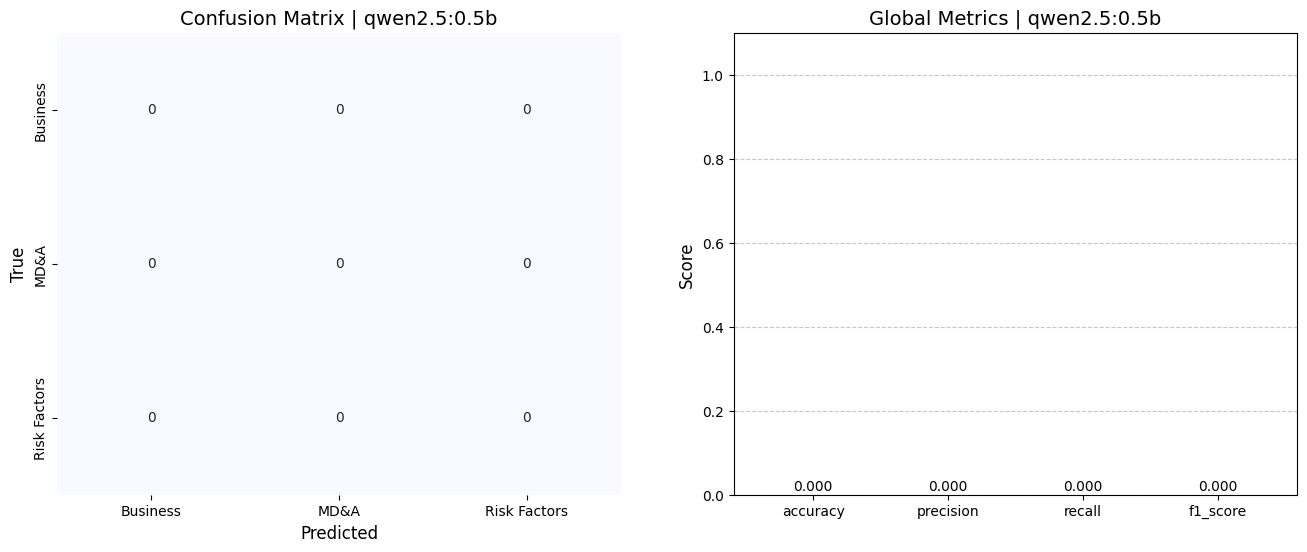 Confusion Matrix | qwen2.5:0.5b
Business
0 0 0
True
MD&A
0 0 0
Risk Factors
0 0 0
Business MD&A Risk Factors
Predicted
Global Metrics | qwen2.5:0.5b
Score
1.0
0.8
0.6
0.4
0.2
0.0
0.000 0.000 0.000 0.000
accuracy precision recall f1_score